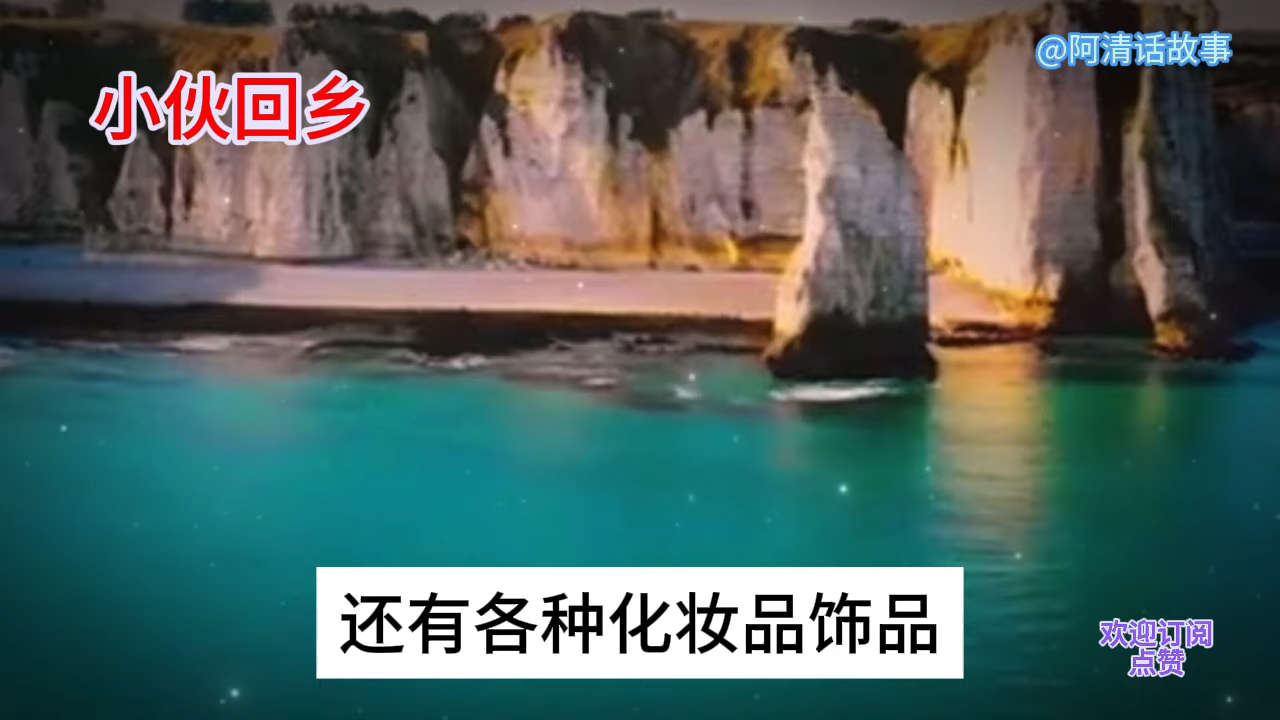 @阿清话故事
小伙回乡
还有各种化妆品饰品
欢迎订阅
点赞